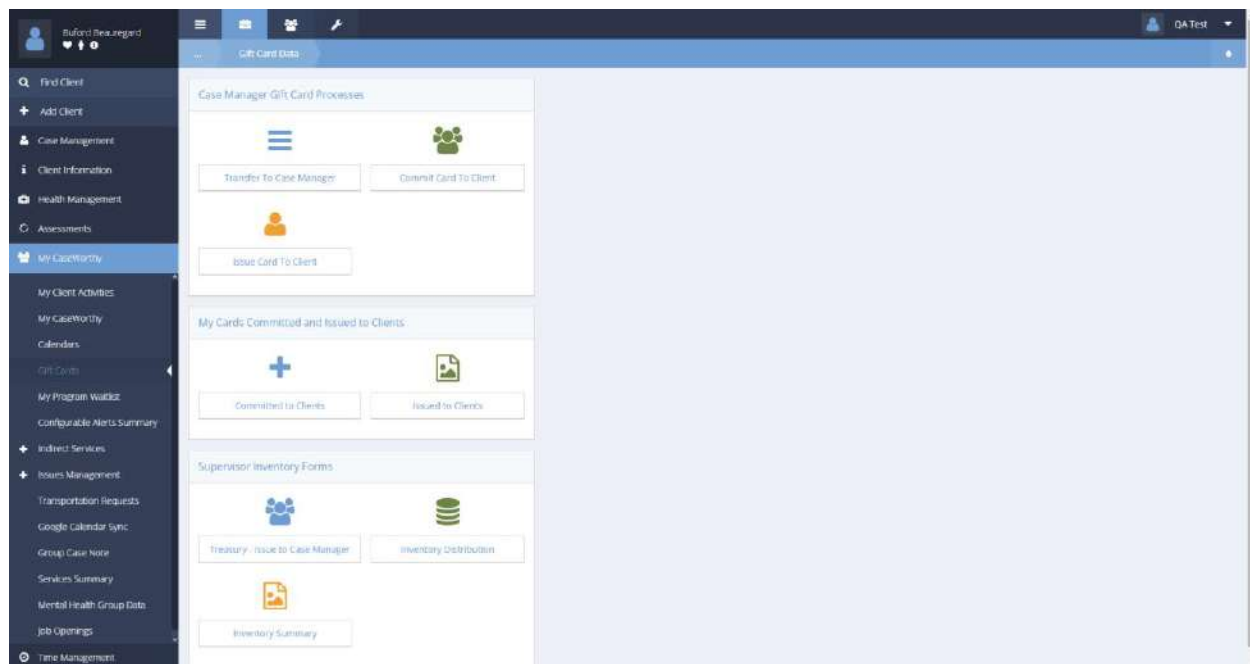 Buford Beauregard
QA Test
...
Gift Card Data
Find Client
Add Client
Case Management
Client Information
Health Management
Assessments
My CaseWorthy
My Client Activities
My CaseWorthy
Calendars
Gift Cards
My Program Waitlist
Configurable Alerts Summary
Indirect Services
Issues Management
Transportation Requests
Google Calendar Sync
Group Case Note
Services Summary
Mental Health Group Data
Job Openings
Time Management
Case Manager Gift Card Processes
Transfer To Case Manager
Commit Card To Client
Issue Card To Client
My Cards Committed and Issued to Clients
Committed to Clients
Issued to Clients
Supervisor Inventory Forms
Treasury - Issue to Case Manager
Inventory Distribution
Inventory Summary